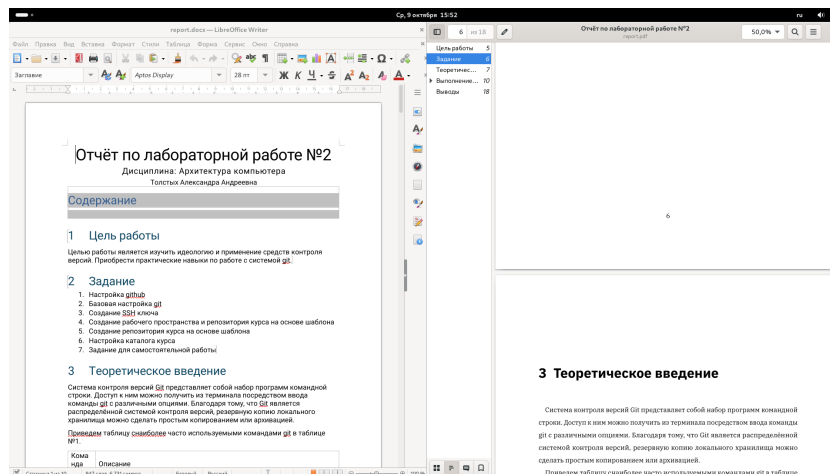 Ср, 9 октября 15:52
ru
report.docx — LibreOffice Writer
Файл Правка Вид Вставка Формат Стили Таблица Форма Сервис Окно Справка
Заглавие
Aptos Display
28 пт
Отчёт по лабораторной работе №2
Дисциплина: Архитектура компьютера
Толстых Александра Андреевна
Содержание
1 Цель работы
Целью работы является изучить идеологию и применение средств контроля
версий. Приобрести практические навыки по работе с системой git.
2 Задание
1. Настройка github
2. Базовая настройка git
3. Создание SSH ключа
4. Создание рабочего пространства и репозитория курса на основе шаблона
5. Создание репозитория курса на основе шаблона
6. Настройка каталога курса
7. Задание для самостоятельной работы
3 Теоретическое введение
Система контроля версий Git представляет собой набор программ командной
строки. Доступ к ним можно получить из терминала посредством ввода
команды git с различными опциями. Благодаря тому, что Git является
распределённой системой контроля версий, резервную копию локального
хранилища можно сделать простым копированием или архивацией.
Приведем таблицу снаиболее часто используемыми командами git в таблице
№1.
Кома
нда Описание
6 из 18
Отчёт по лабораторной работе №2
report.pdf
50,0%
Цель работы 5
Задание 6
Теоретичес... 7
Выполнение... 10
Выводы 18
6
3 Теоретическое введение
Система контроля версий Git представляет собой набор программ командной
строки. Доступ к ним можно получить из терминала посредством ввода команды
git с различными опциями. Благодаря тому, что Git является распределённой
системой контроля версий, резервную копию локального хранилища можно
сделать простым копированием или архивацией.
Приведем таблицу снаиболее часто используемыми командами git в таблице